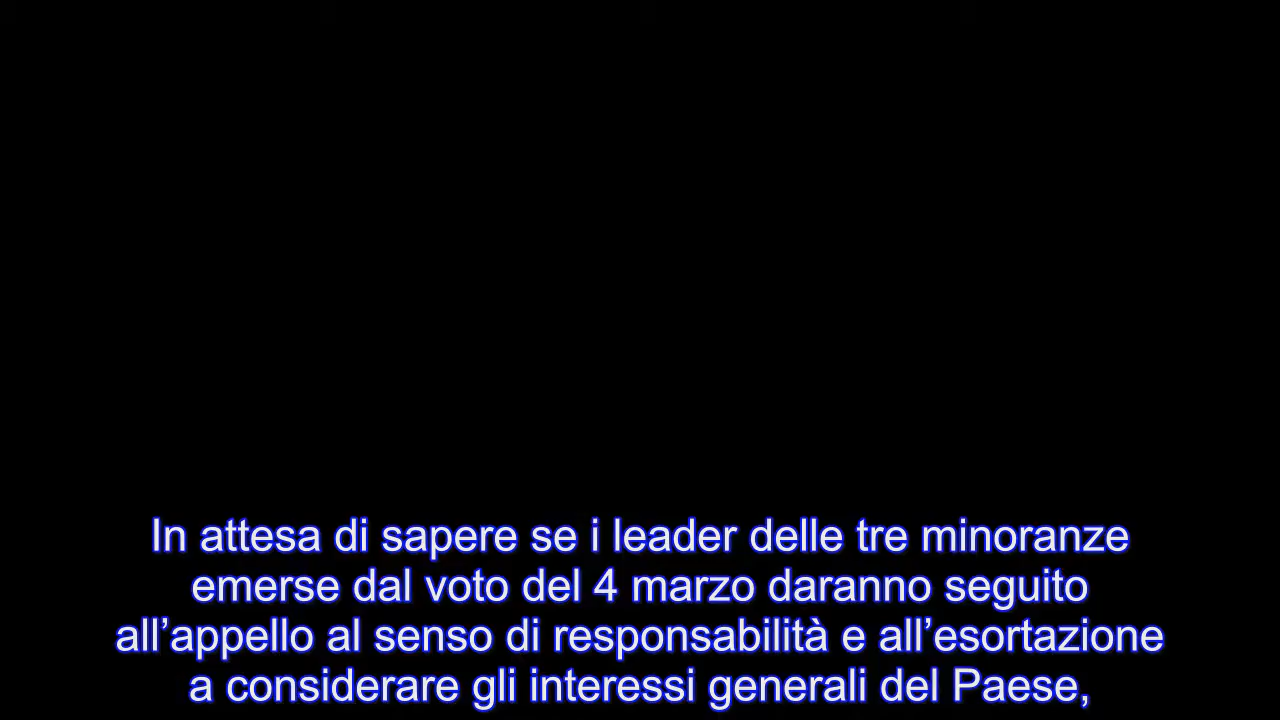 In attesa di sapere se i leader delle tre minoranze
emerse dal voto del 4 marzo daranno seguito
all’appello al senso di responsabilità e all’esortazione
a considerare gli interessi generali del Paese,